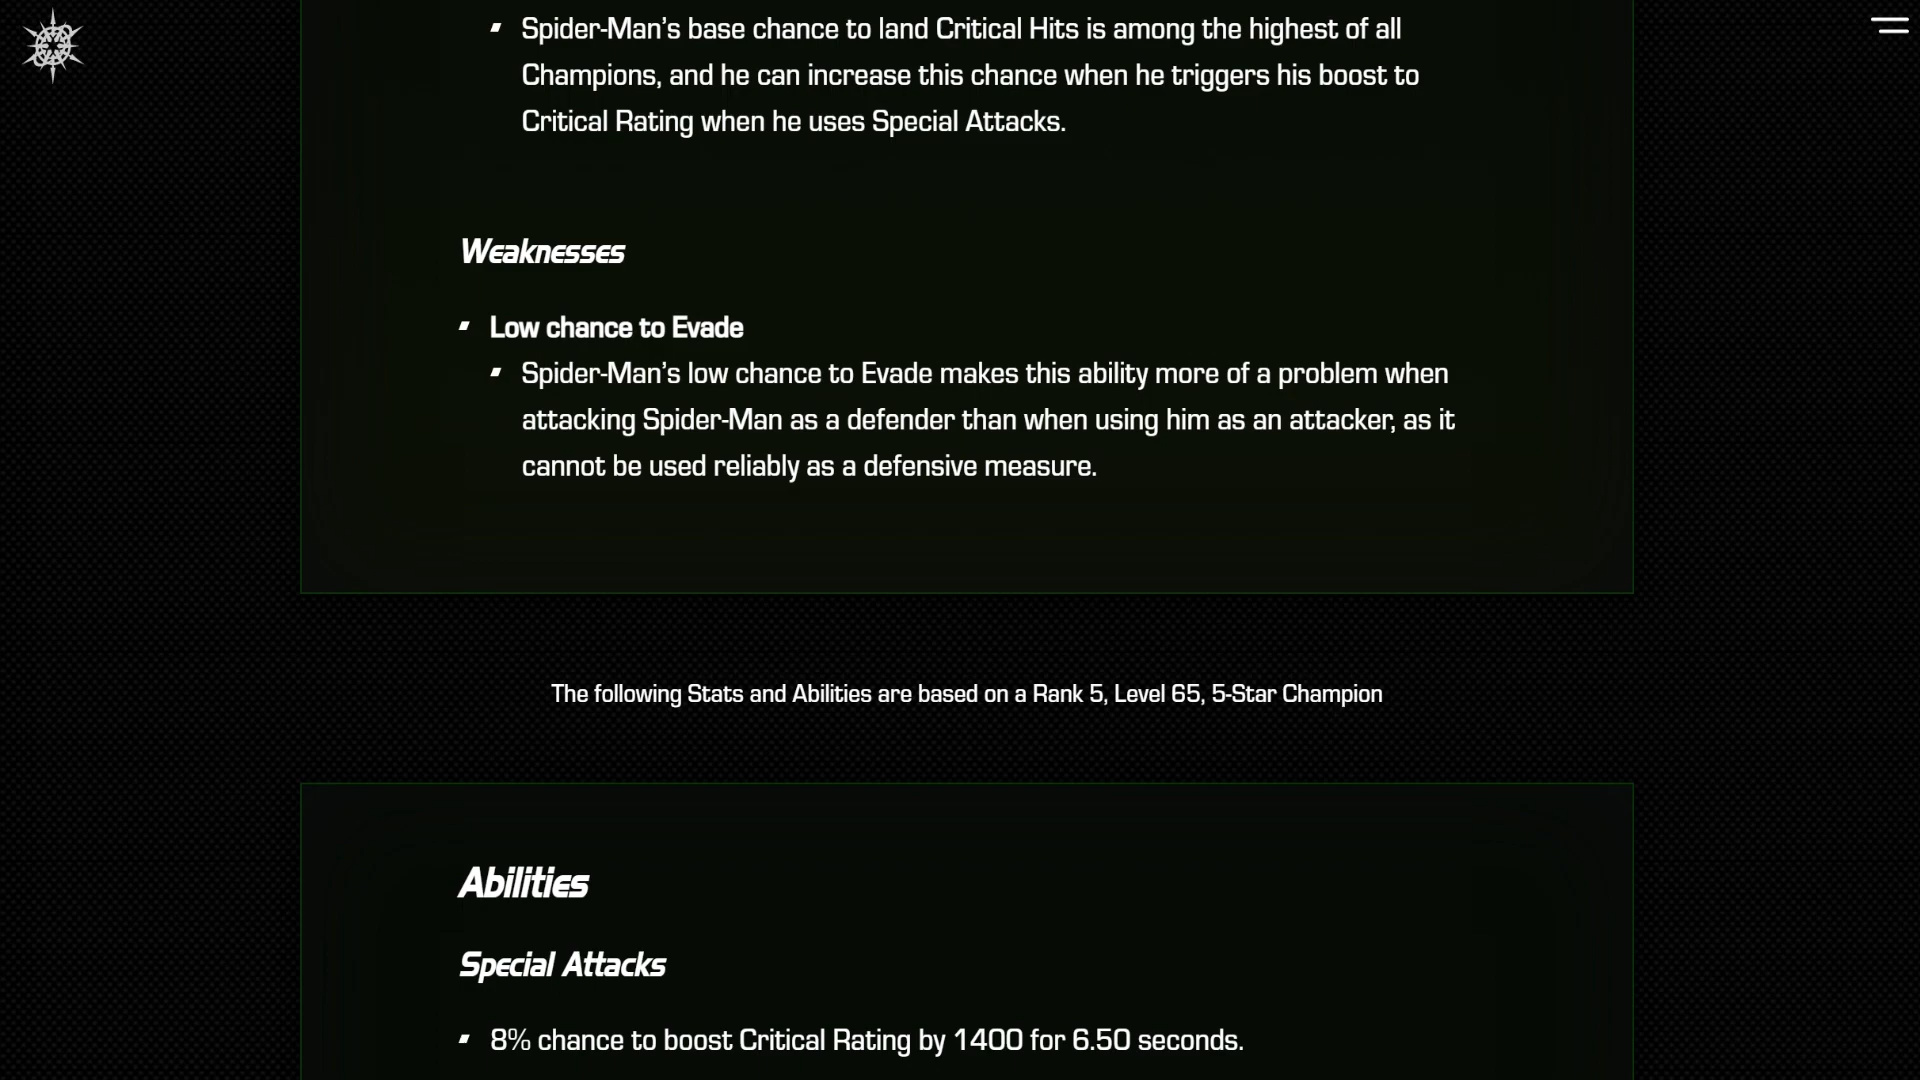 Spider-Man’s base chance to land Critical Hits is among the highest of all
Champions, and he can increase this chance when he triggers his boost to
Critical Rating when he uses Special Attacks.
Weaknesses
Low chance to Evade
Spider-Man’s low chance to Evade makes this ability more of a problem when
attacking Spider-Man as a defender than when using him as an attacker, as it
cannot be used reliably as a defensive measure.
The following Stats and Abilities are based on a Rank 5, Level 65, 5-Star Champion
Abilities
Special Attacks
8% chance to boost Critical Rating by 1400 for 6.50 seconds.